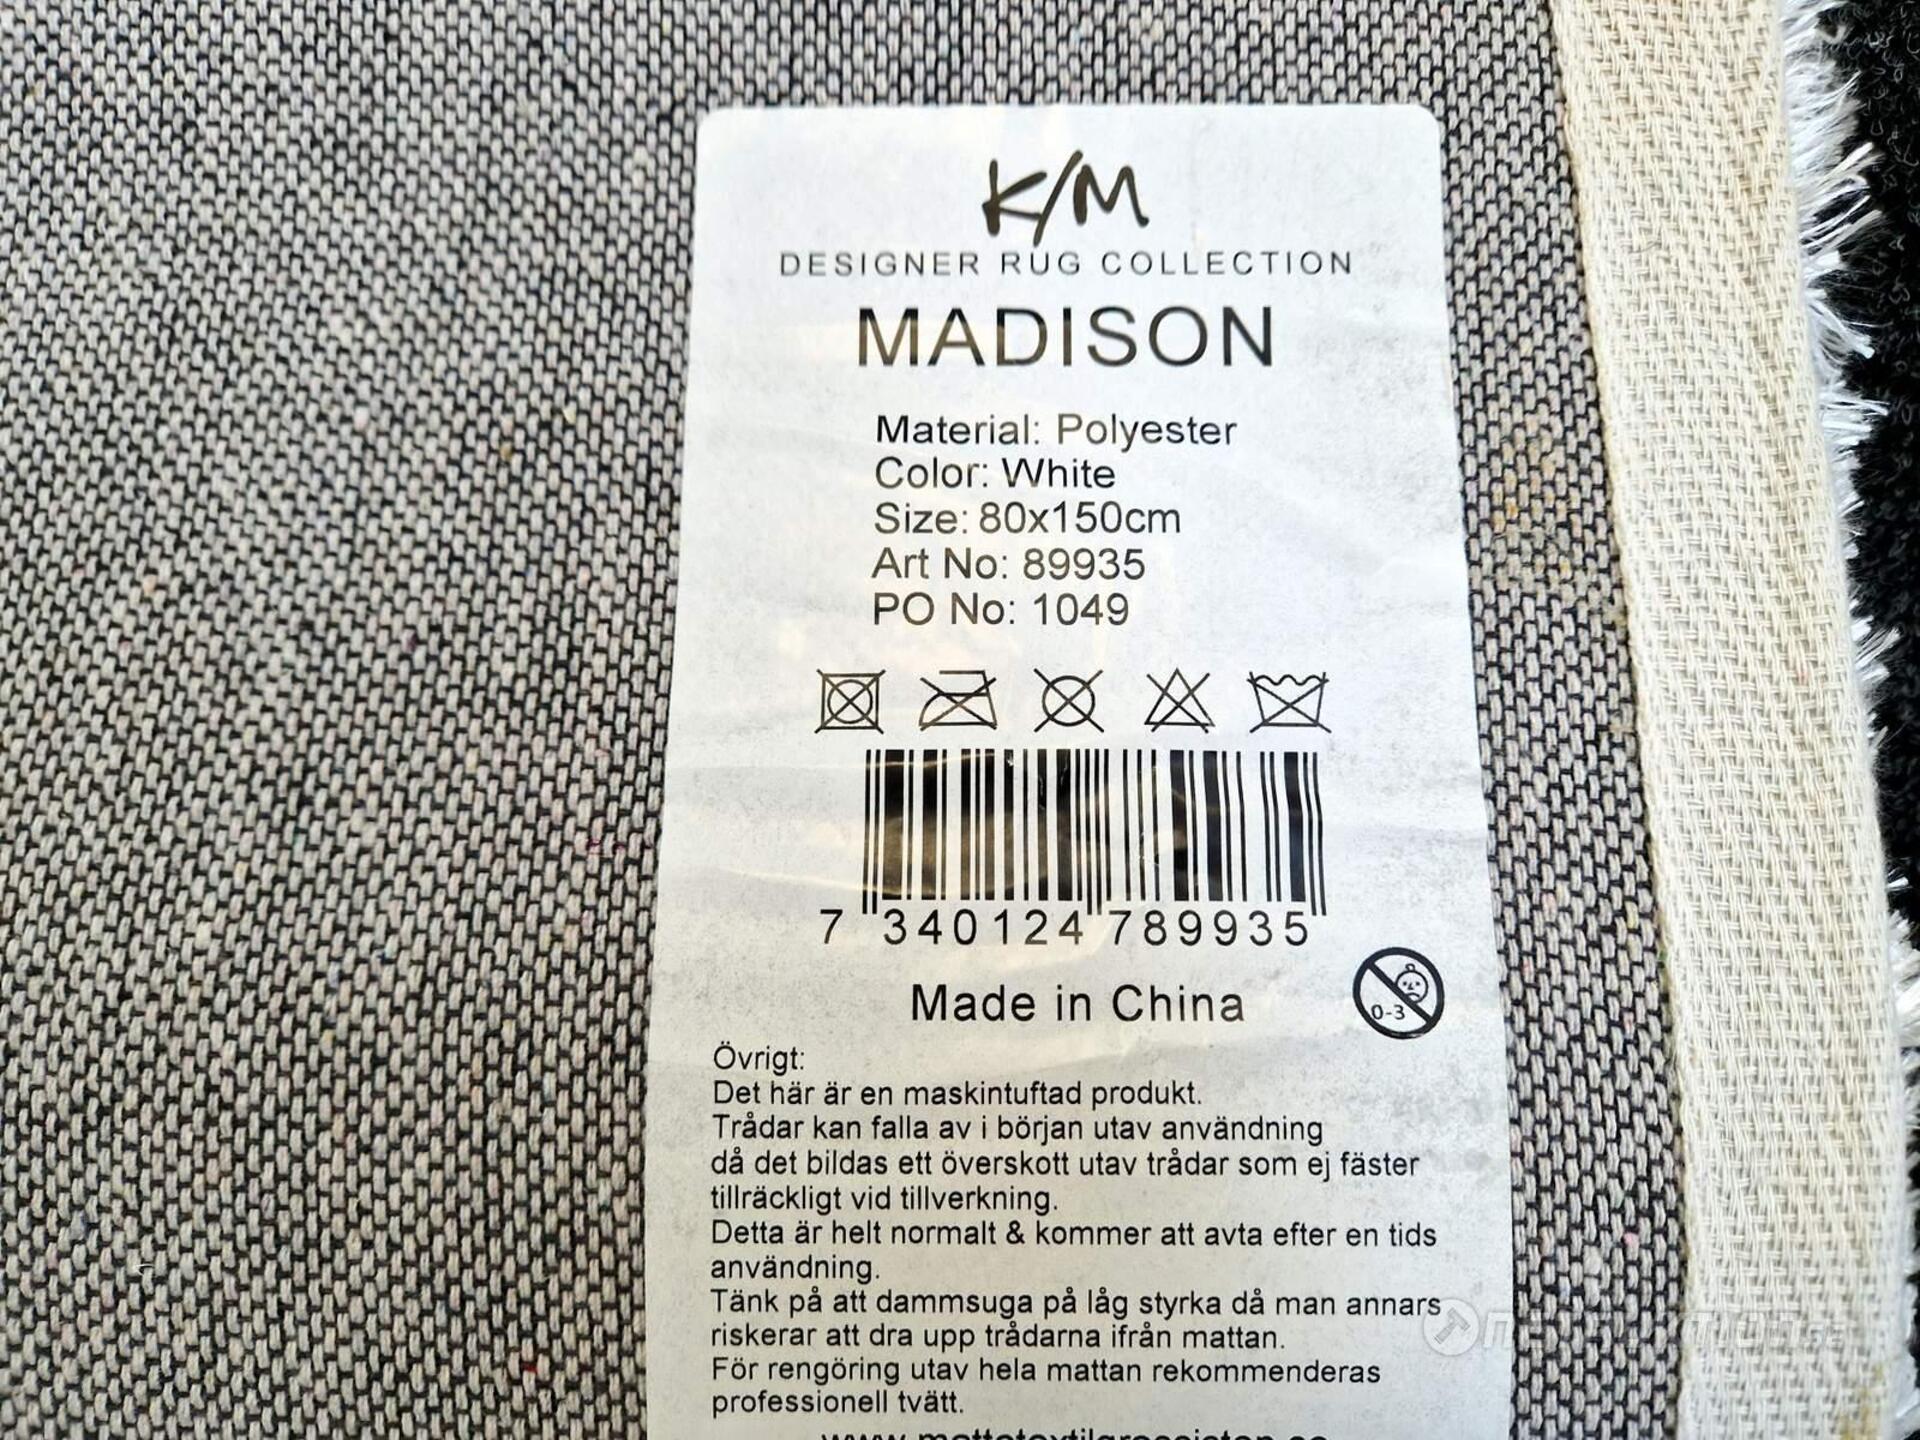 K/M
DESIGNER RUG COLLECTION
MADISON
Material: Polyester
Color: White
Size: 80x150cm
Art No: 89935
PO No: 1049
7 340124 789935
Made in China
0-3
Övrigt:
Det här är en maskintuftad produkt.
Trådar kan falla av i början utav användning
då det bildas ett överskott utav trådar som ej fäster
tillräckligt vid tillverkning.
Detta är helt normalt & kommer att avta efter en tids
användning.
Tänk på att dammsuga på låg styrka då man annars
riskerar att dra upp trådarna ifrån mattan.
För rengöring utav hela mattan rekommenderas
professionell tvätt.